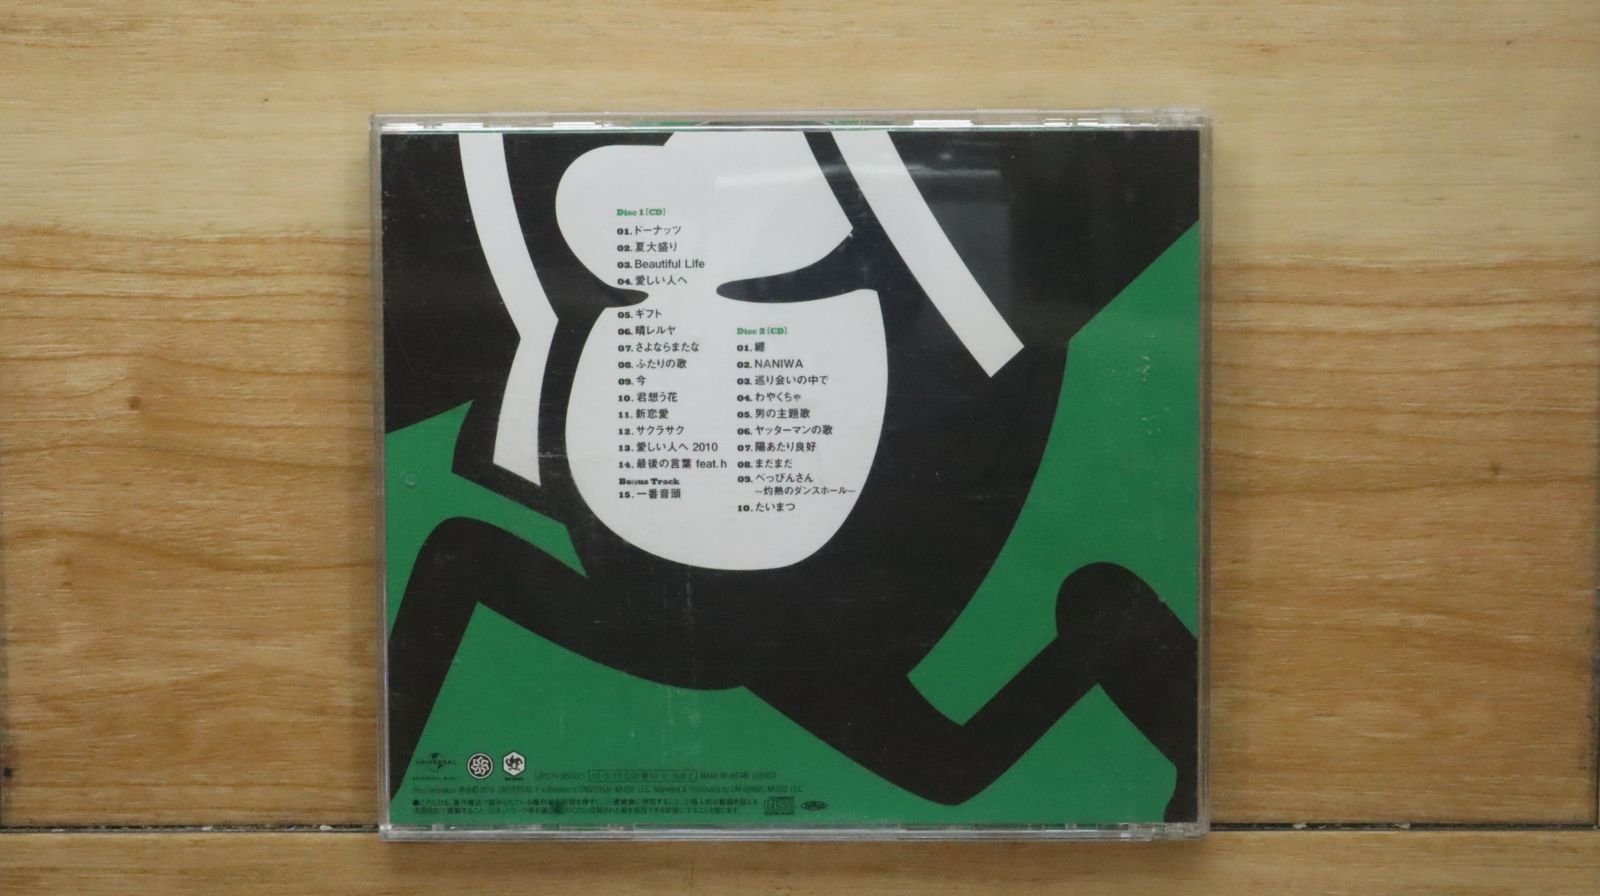 Disc 1 [CD]
01. ドーナッツ
02. 夏大盛り
03. Beautiful Life
04. 愛しい人へ
05. ギフト
06. 晴レルヤ
07. さよならまたな
08. ふたりの歌
09. 今
10. 君想う花
11. 新恋愛
12. サクラサク
13. 愛しい人へ 2010
14. 最後の言葉 feat.h
Bonus Track
15. 一番音頭
Disc 2 [CD]
01. 纏
02. NANIWA
03. 巡り会いの中で
04. わやくちゃ
05. 男の主題歌
06. ヤッターマンの歌
07. 陽あたり良好
08. まだまだ
09. べっぴんさん
～灼熱のダンスホール～
10. たいまつ
UNIVERSAL
UNIVERSAL MUSIC
MADE IN JAPAN STEREO
UNIVERSAL MUSIC LLC